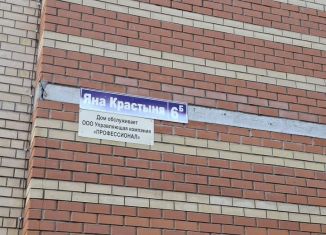 Яна Крастыня 6Б
Дом обслуживает
ООО Управляющая компания
«ПРОФЕССИОНАЛ»